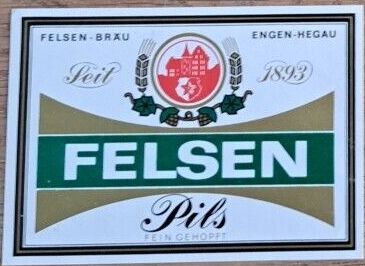 FELSEN-BRÄU ENGEN-HEGAU
Seit 1893
FELSEN
Pils
FEIN GEHOPFT